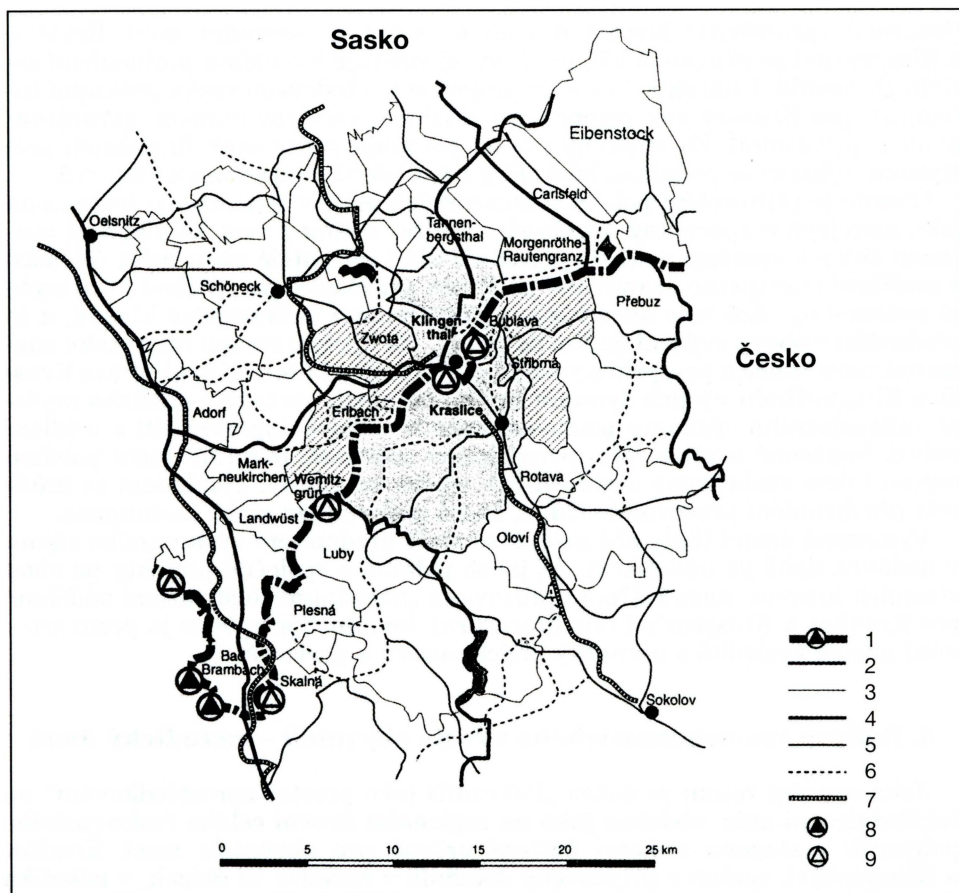 Sasko
Eibenstock
Carlsfeld
Oelsnitz
Tannen-
bergsthal
Morgenröthe-
Rautengranz
Schöneck
Přebuz
Klingen-
thal
Bublava
Zwota
Česko
Stříbrná
Adorf
Erlbach
Kraslice
Mark-
neukirchen
Wernitz-
grün
Rotava
Landwüst
Oloví
Luby
Plesná
Bad
Brambach
Skalná
Sokolov
1
2
3
4
5
6
7
8
9
0 5 10 15 20 25 km